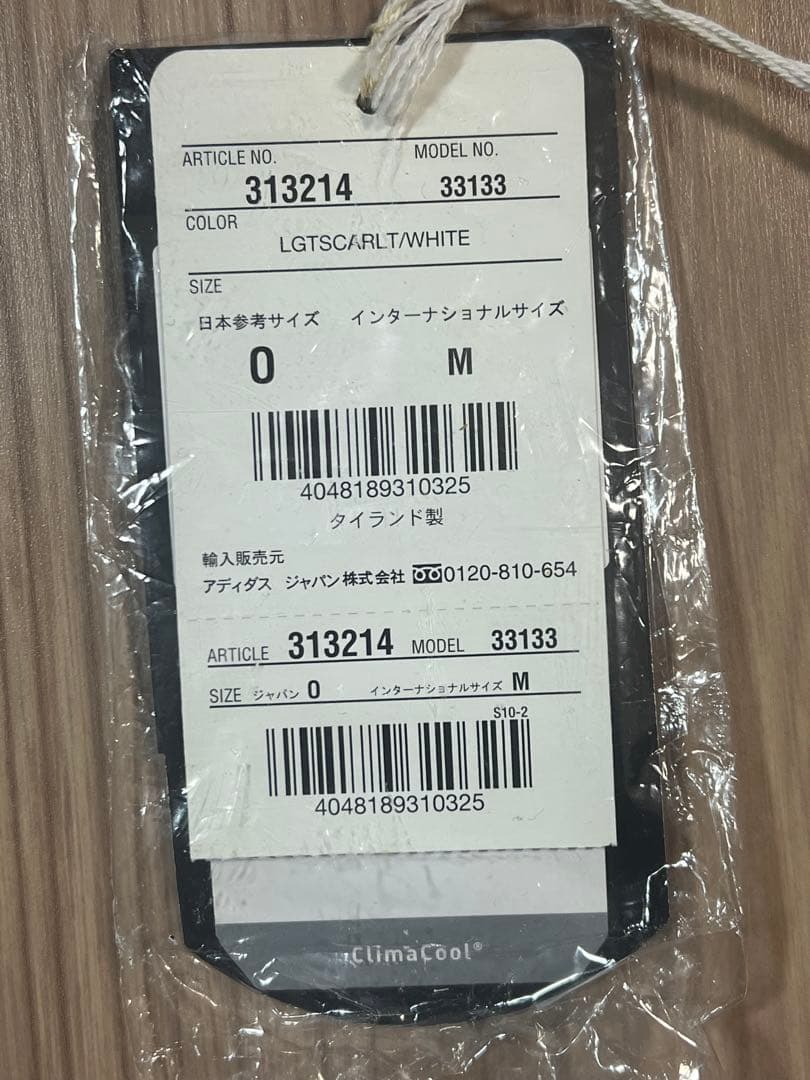 ARTICLE NO. MODEL NO.
313214 33133
COLOR
LGTSCARLT/WHITE
SIZE
日本参考サイズ インターナショナルサイズ
O M
4048189310325
タイランド製
輸入販売元
アディダス ジャパン株式会社 0120-810-654
ARTICLE 313214 MODEL 33133
SIZE ジャパン O インターナショナルサイズ M
S10-2
4048189310325
ClimaCool®